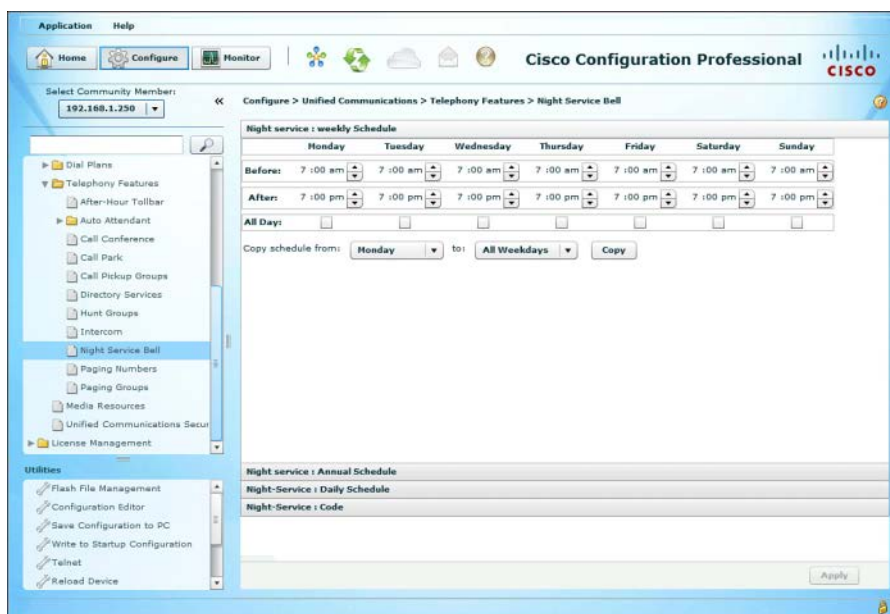 Application Help
Home Configure Monitor Cisco Configuration Professional CISCO
Select Community Member:
192.168.1.250
«
Configure > Unified Communications > Telephony Features > Night Service Bell
Dial Plans
Telephony Features
After-Hour Tollbar
Auto Attendant
Call Conference
Call Park
Call Pickup Groups
Directory Services
Hunt Groups
Intercom
Night Service Bell
Paging Numbers
Paging Groups
Media Resources
Unified Communications Secur
License Management
Utilities
Flash File Management
Configuration Editor
Save Configuration to PC
Write to Startup Configuration
Telnet
Reload Device
Night service : weekly Schedule
Monday Tuesday Wednesday Thursday Friday Saturday Sunday
Before: 7 :00 am 7 :00 am 7 :00 am 7 :00 am 7 :00 am 7 :00 am 7 :00 am
After: 7 :00 pm 7 :00 pm 7 :00 pm 7 :00 pm 7 :00 pm 7 :00 pm 7 :00 pm
All Day:
Copy schedule from: Monday to: All Weekdays Copy
Night service : Annual Schedule
Night-Service : Daily Schedule
Night-Service : Code
Apply